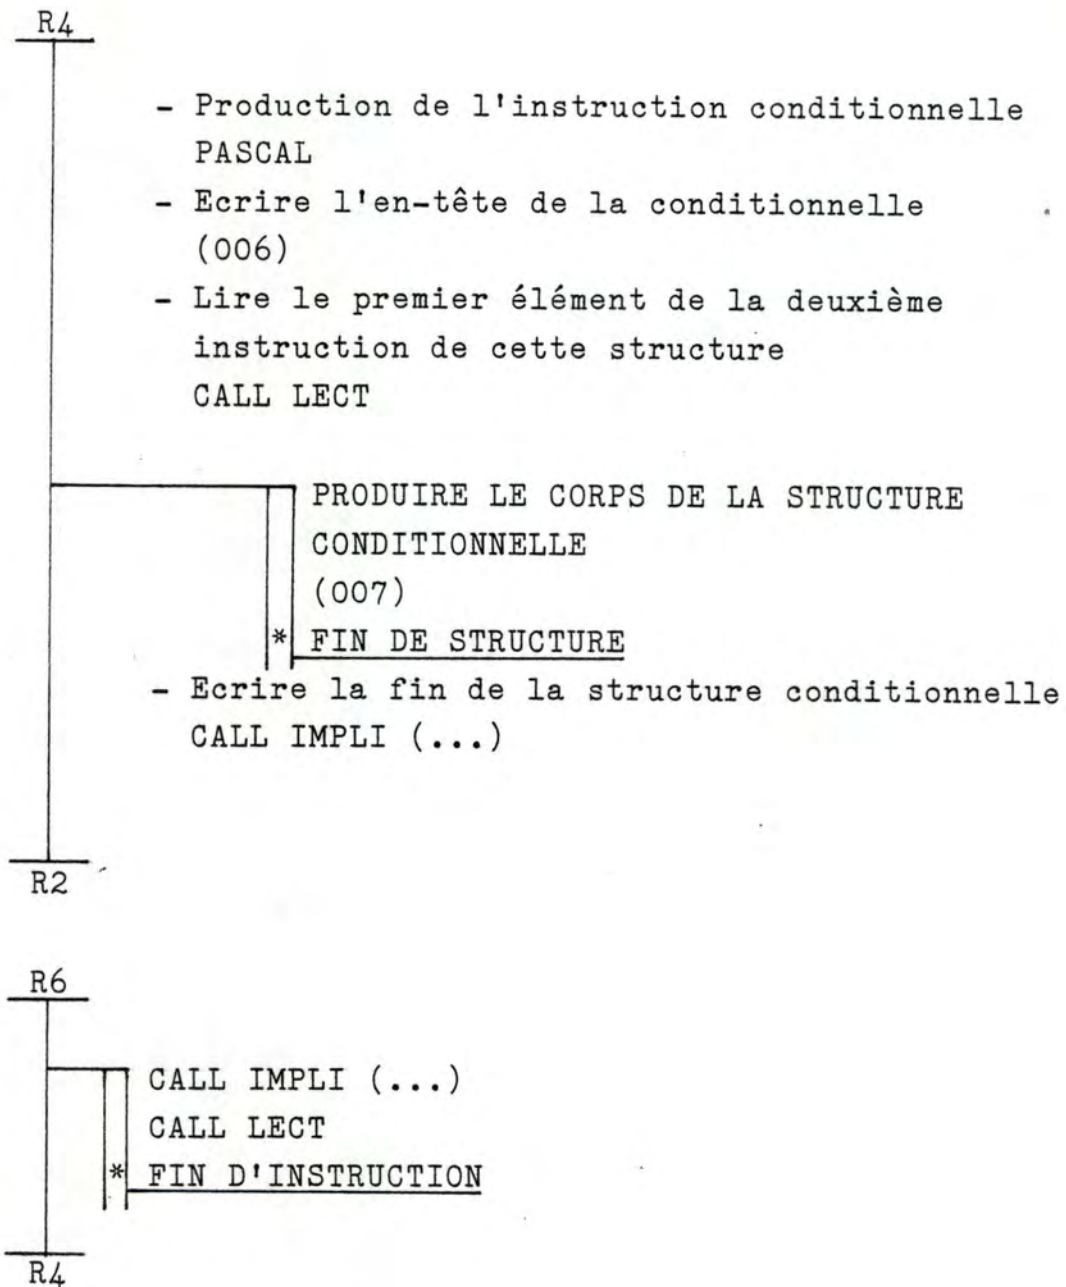 R4
- Production de l'instruction conditionnelle
PASCAL
- Ecrire l'en-tête de la conditionnelle
(006)
- Lire le premier élément de la deuxième
instruction de cette structure
CALL LECT
PRODUIRE LE CORPS DE LA STRUCTURE
CONDITIONNELLE
(007)
* FIN DE STRUCTURE
- Ecrire la fin de la structure conditionnelle
CALL IMPLI (...)
R2
R6
CALL IMPLI (...)
CALL LECT
* FIN D'INSTRUCTION
R4